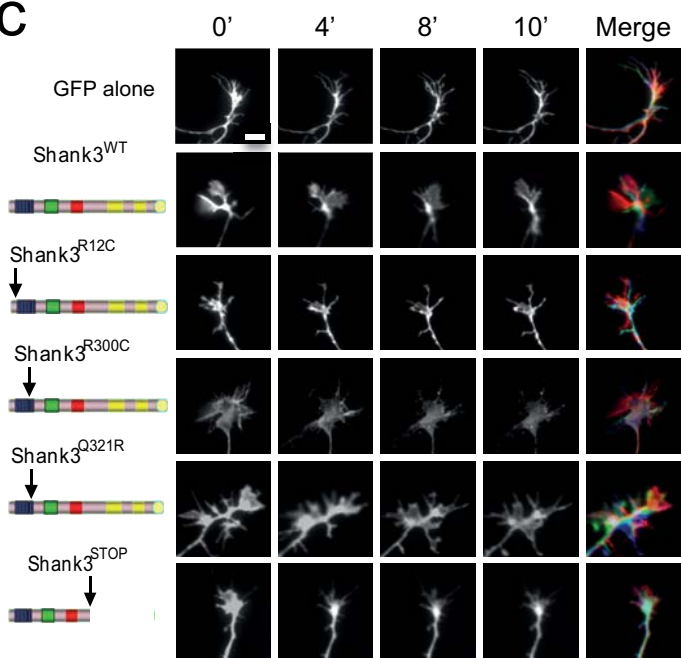 C
0’ 4’ 8’ 10’ Merge
GFP alone
Shank3WT
Shank3R12C
Shank3R300C
Shank3Q321R
Shank3STOP